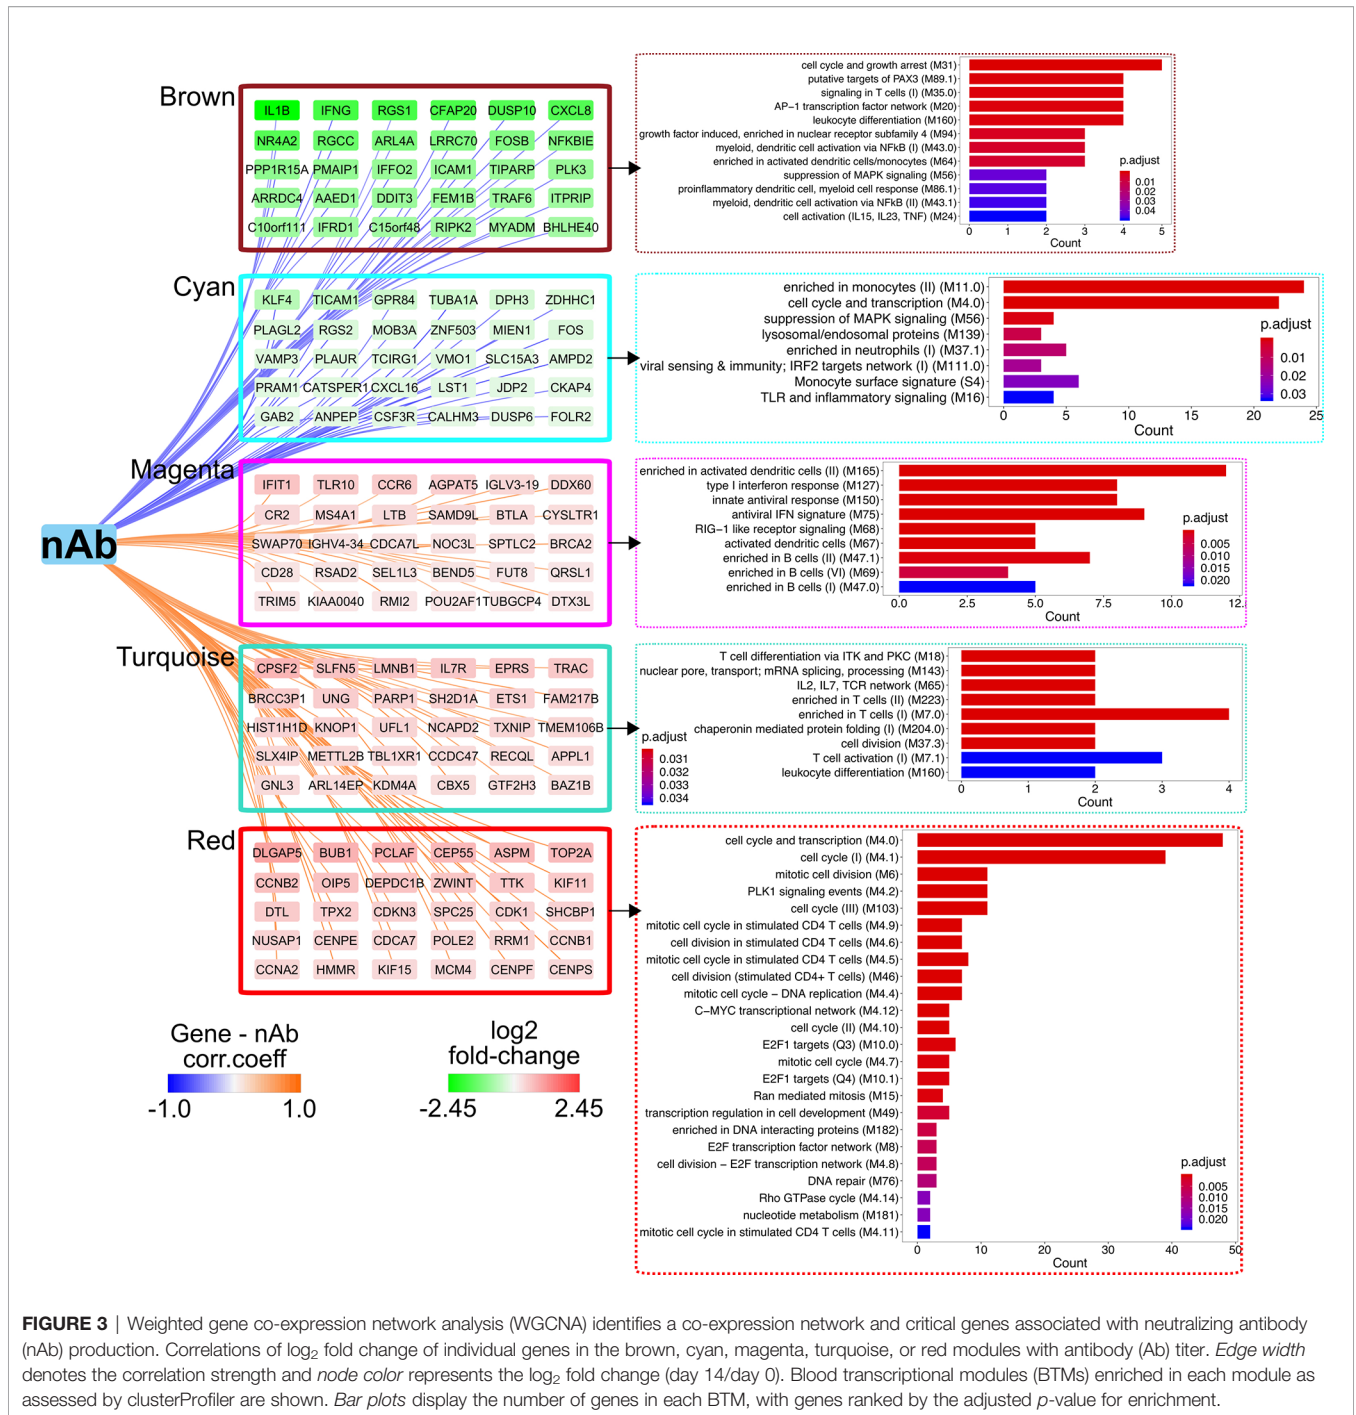 Brown
IL1B IFNG RGS1 CFAP20 DUSP10 CXCL8
NR4A2 RGCC ARL4A LRRC70 FOSB NFKBIE
PPP1R15A PMAIP1 IFFO2 ICAM1 TIPARP PLK3
ARRDC4 AAED1 DDIT3 FEM1B TRAF6 ITPRIP
C10orf111 IFRD1 C15orf48 RIPK2 MYADM BHLHE40
cell cycle and growth arrest (M31)
putative targets of PAX3 (M89.1)
signaling in T cells (I) (M35.0)
AP−1 transcription factor network (M20)
leukocyte differentiation (M160)
growth factor induced, enriched in nuclear receptor subfamily 4 (M94)
myeloid, dendritic cell activation via NFkB (I) (M43.0)
enriched in activated dendritic cells/monocytes (M64)
suppression of MAPK signaling (M56)
proinflammatory dendritic cell, myeloid cell response (M86.1)
myeloid, dendritic cell activation via NFkB (II) (M43.1)
cell activation (IL15, IL23, TNF) (M24)
0 1 2 3 4 5
Count
p.adjust
0.01
0.02
0.03
0.04
Cyan
KLF4 TICAM1 GPR84 TUBA1A DPH3 ZDHHC1
PLAGL2 RGS2 MOB3A ZNF503 MIEN1 FOS
VAMP3 PLAUR TCIRG1 VMO1 SLC15A3 AMPD2
PRAM1 CATSPER1 CXCL16 LST1 JDP2 CKAP4
GAB2 ANPEP CSF3R CALHM3 DUSP6 FOLR2
enriched in monocytes (II) (M11.0)
cell cycle and transcription (M4.0)
suppression of MAPK signaling (M56)
lysosomal/endosomal proteins (M139)
enriched in neutrophils (I) (M37.1)
viral sensing & immunity; IRF2 targets network (I) (M111.0)
Monocyte surface signature (S4)
TLR and inflammatory signaling (M16)
0 5 10 15 20 25
Count
p.adjust
0.01
0.02
0.03
Magenta
IFIT1 TLR10 CCR6 AGPAT5 IGLV3-19 DDX60
CR2 MS4A1 LTB SAMD9L BTLA CYSLTR1
SWAP70 IGHV4-34 CDCA7L NOC3L SPTLC2 BRCA2
CD28 RSAD2 SEL1L3 BEND5 FUT8 QRSL1
TRIM5 KIAA0040 RMI2 POU2AF1 TUBGCP4 DTX3L
enriched in activated dendritic cells (II) (M165)
type I interferon response (M127)
innate antiviral response (M150)
antiviral IFN signature (M75)
RIG−1 like receptor signaling (M68)
activated dendritic cells (M67)
enriched in B cells (II) (M47.1)
enriched in B cells (VI) (M69)
enriched in B cells (I) (M47.0)
0.0 2.5 5.0 7.5 10.0 12.
Count
p.adjust
0.005
0.010
0.015
0.020
nAb
Turquoise
CPSF2 SLFN5 LMNB1 IL7R EPRS TRAC
BRCC3P1 UNG PARP1 SH2D1A ETS1 FAM217B
HIST1H1D KNOP1 UFL1 NCAPD2 TXNIP TMEM106B
SLX4IP METTL2B TBL1XR1 CCDC47 RECQL APPL1
GNL3 ARL14EP KDM4A CBX5 GTF2H3 BAZ1B
T cell differentiation via ITK and PKC (M18)
nuclear pore, transport; mRNA splicing, processing (M143)
IL2, IL7, TCR network (M65)
enriched in T cells (II) (M223)
enriched in T cells (I) (M7.0)
chaperonin mediated protein folding (I) (M204.0)
cell division (M37.3)
T cell activation (I) (M7.1)
leukocyte differentiation (M160)
0 1 2 3 4
Count
p.adjust
0.031
0.032
0.033
0.034
Red
DLGAP5 BUB1 PCLAF CEP55 ASPM TOP2A
CCNB2 OIP5 DEPDC1B ZWINT TTK KIF11
DTL TPX2 CDKN3 SPC25 CDK1 SHCBP1
NUSAP1 CENPE CDCA7 POLE2 RRM1 CCNB1
CCNA2 HMMR KIF15 MCM4 CENPF CENPS
cell cycle and transcription (M4.0)
cell cycle (I) (M4.1)
mitotic cell division (M6)
PLK1 signaling events (M4.2)
cell cycle (III) (M103)
mitotic cell cycle in stimulated CD4 T cells (M4.9)
cell division in stimulated CD4 T cells (M4.6)
mitotic cell cycle in stimulated CD4 T cells (M4.5)
cell division (stimulated CD4+ T cells) (M46)
mitotic cell cycle − DNA replication (M4.4)
C−MYC transcriptional network (M4.12)
cell cycle (II) (M4.10)
E2F1 targets (Q3) (M10.0)
mitotic cell cycle (M4.7)
E2F1 targets (Q4) (M10.1)
Ran mediated mitosis (M15)
transcription regulation in cell development (M49)
enriched in DNA interacting proteins (M182)
E2F transcription factor network (M8)
cell division − E2F transcription network (M4.8)
DNA repair (M76)
Rho GTPase cycle (M4.14)
nucleotide metabolism (M181)
mitotic cell cycle in stimulated CD4 T cells (M4.11)
0 10 20 30 40 50
Count
p.adjust
0.005
0.010
0.015
0.020
Gene - nAb
corr.coeff
-1.0 1.0
log2
fold-change
-2.45 2.45
FIGURE 3 | Weighted gene co-expression network analysis (WGCNA) identifies a co-expression network and critical genes associated with neutralizing antibody
(nAb) production. Correlations of log2 fold change of individual genes in the brown, cyan, magenta, turquoise, or red modules with antibody (Ab) titer. Edge width
denotes the correlation strength and node color represents the log2 fold change (day 14/day 0). Blood transcriptional modules (BTMs) enriched in each module as
assessed by clusterProfiler are shown. Bar plots display the number of genes in each BTM, with genes ranked by the adjusted p-value for enrichment.